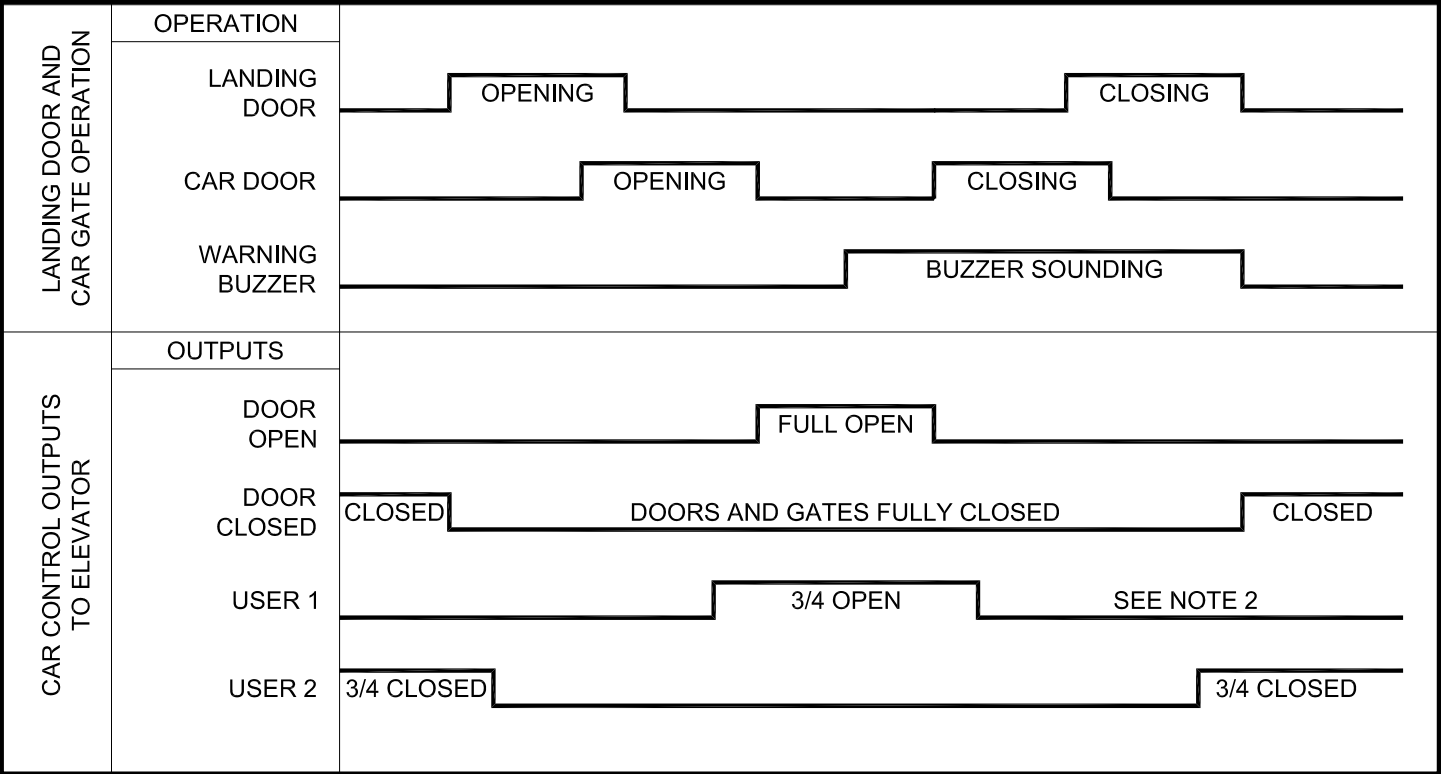 LANDING DOOR AND
CAR GATE OPERATION
OPERATION
LANDING
DOOR
OPENING
CLOSING
CAR DOOR
OPENING
CLOSING
WARNING
BUZZER
BUZZER SOUNDING
CAR CONTROL OUTPUTS
TO ELEVATOR
OUTPUTS
DOOR
OPEN
FULL OPEN
DOOR
CLOSED
CLOSED
DOORS AND GATES FULLY CLOSED
CLOSED
USER 1
3/4 OPEN
SEE NOTE 2
USER 2
3/4 CLOSED
3/4 CLOSED